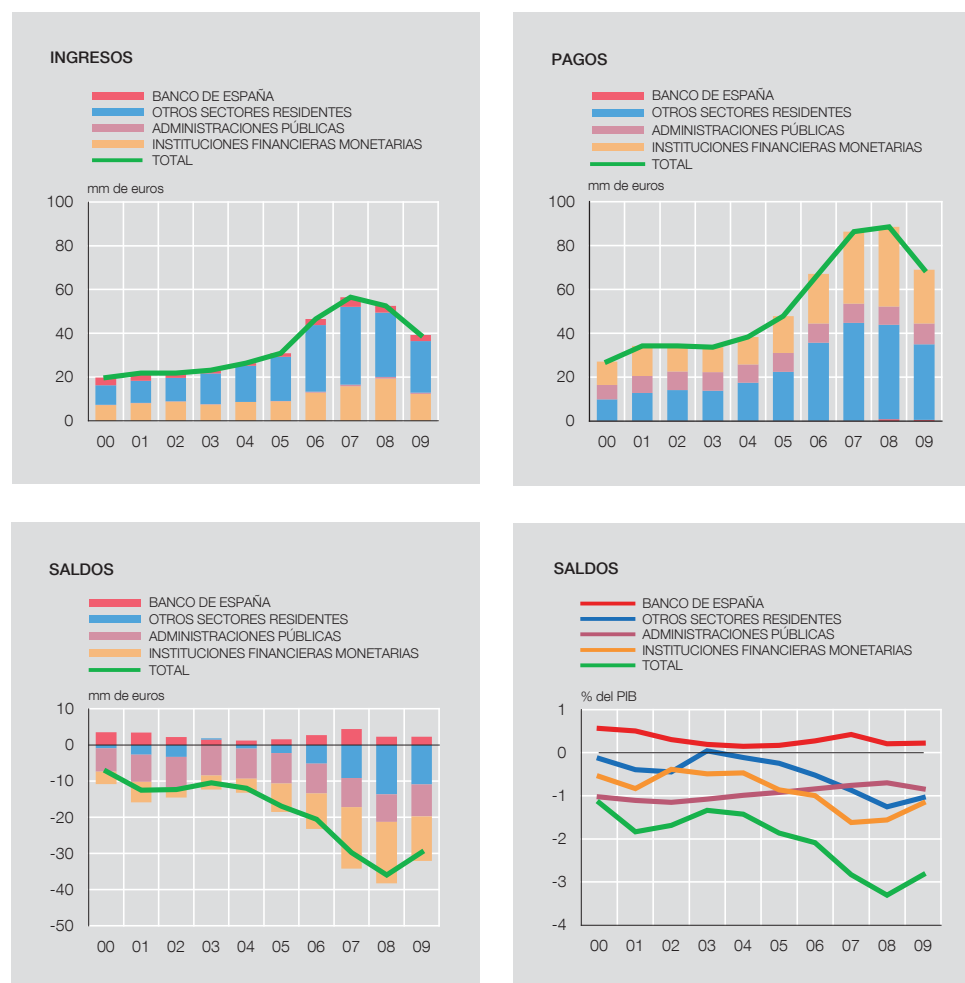 INGRESOS
BANCO DE ESPAÑA
OTROS SECTORES RESIDENTES
ADMINISTRACIONES PÚBLICAS
INSTITUCIONES FINANCIERAS MONETARIAS
TOTAL
mm de euros
100
80
60
40
20
0
00 01 02 03 04 05 06 07 08 09
PAGOS
BANCO DE ESPAÑA
OTROS SECTORES RESIDENTES
ADMINISTRACIONES PÚBLICAS
INSTITUCIONES FINANCIERAS MONETARIAS
TOTAL
mm de euros
100
80
60
40
20
0
00 01 02 03 04 05 06 07 08 09
SALDOS
BANCO DE ESPAÑA
OTROS SECTORES RESIDENTES
ADMINISTRACIONES PÚBLICAS
INSTITUCIONES FINANCIERAS MONETARIAS
TOTAL
mm de euros
10
0
-10
-20
-30
-40
-50
00 01 02 03 04 05 06 07 08 09
SALDOS
BANCO DE ESPAÑA
OTROS SECTORES RESIDENTES
ADMINISTRACIONES PÚBLICAS
INSTITUCIONES FINANCIERAS MONETARIAS
TOTAL
% del PIB
1
0
-1
-2
-3
-4
00 01 02 03 04 05 06 07 08 09